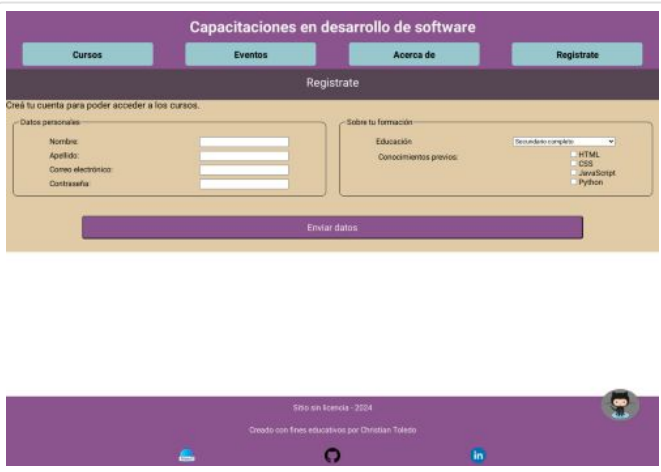 Capacitaciones en desarrollo de software
Cursos Eventos Acerca de Registrate
Registrate
Creá tu cuenta para poder acceder a los cursos.
Datos personales
Nombre:
Apellido:
Correo electrónico:
Contraseña:
Sobre tu formación
Educación Secundario completo
Conocimientos previos: HTML
CSS
JavaScript
Python
Enviar datos
Sitio sin licencia - 2024
Creado con fines educativos por Christian Toledo
in